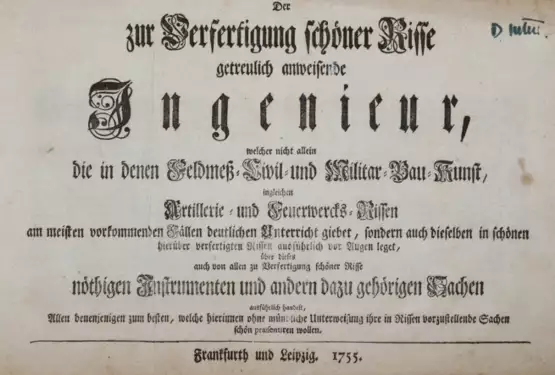 Der
zur Verfertigung schöner Risse
getreulich anweisende
Ingenieur,
welcher nicht allein
die in denen Feldmeß-Civil-und Militar-Bau-Kunst,
ingleichen
Artillerie-und Feuerwercks-Rissen
am meisten vorkommenden Fällen deutlichen Unterricht giebet, sondern auch dieselben in schönen
hierüber verfertigten Rissen ausführlich vor Augen leget,
über dieses
auch von allen zu Verfertigung schöner Risse
nöthigen Instrumenten und andern dazu gehörigen Sachen
ausführlich handelt,
Allen denenjenigen zum besten, welche hierinnen ohne mündliche Unterweisung ihre in Rissen vorzustellende Sachen
schön praesentiren wollen.
Franckfurth und Leipzig. 1755.